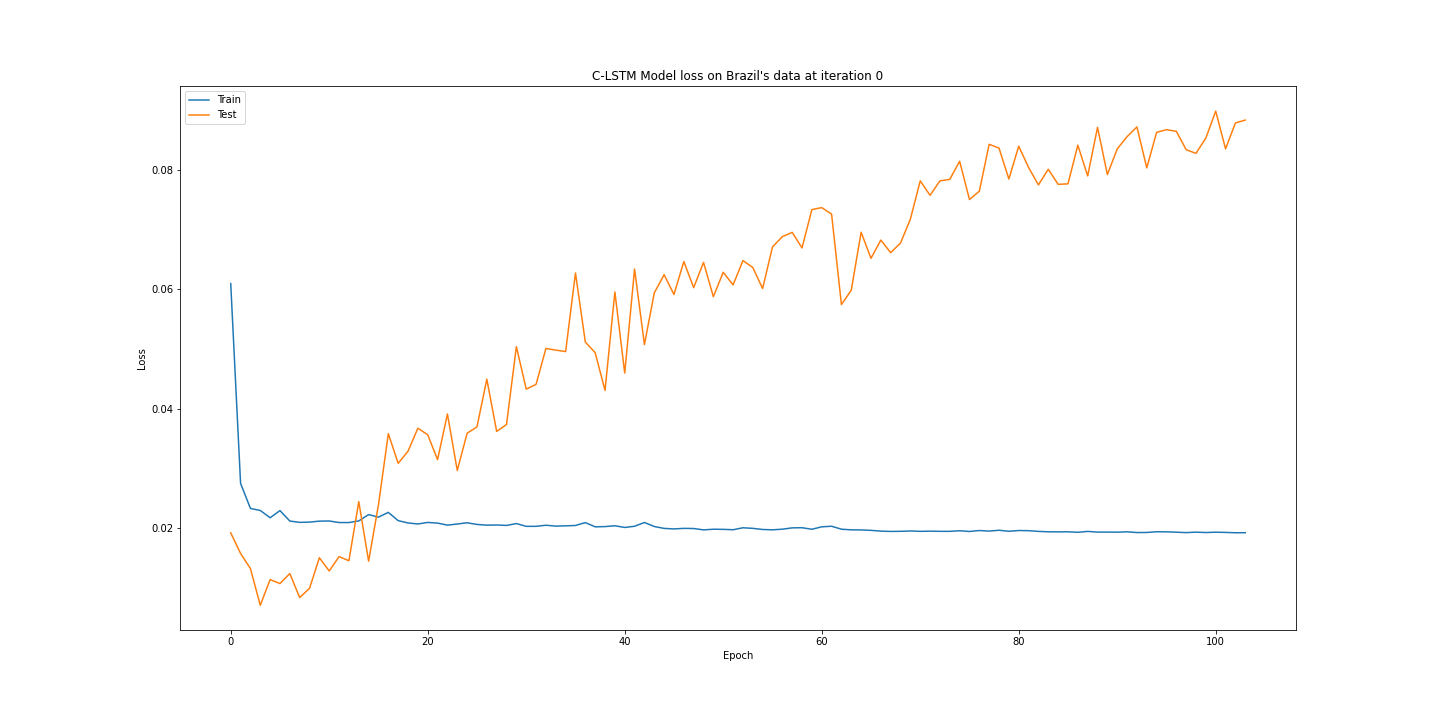 C-LSTM Model loss on Brazil's data at iteration 0
Train
Test
0.08
0.06
0.04
0.02
Loss
0 20 40 60 80 100
Epoch